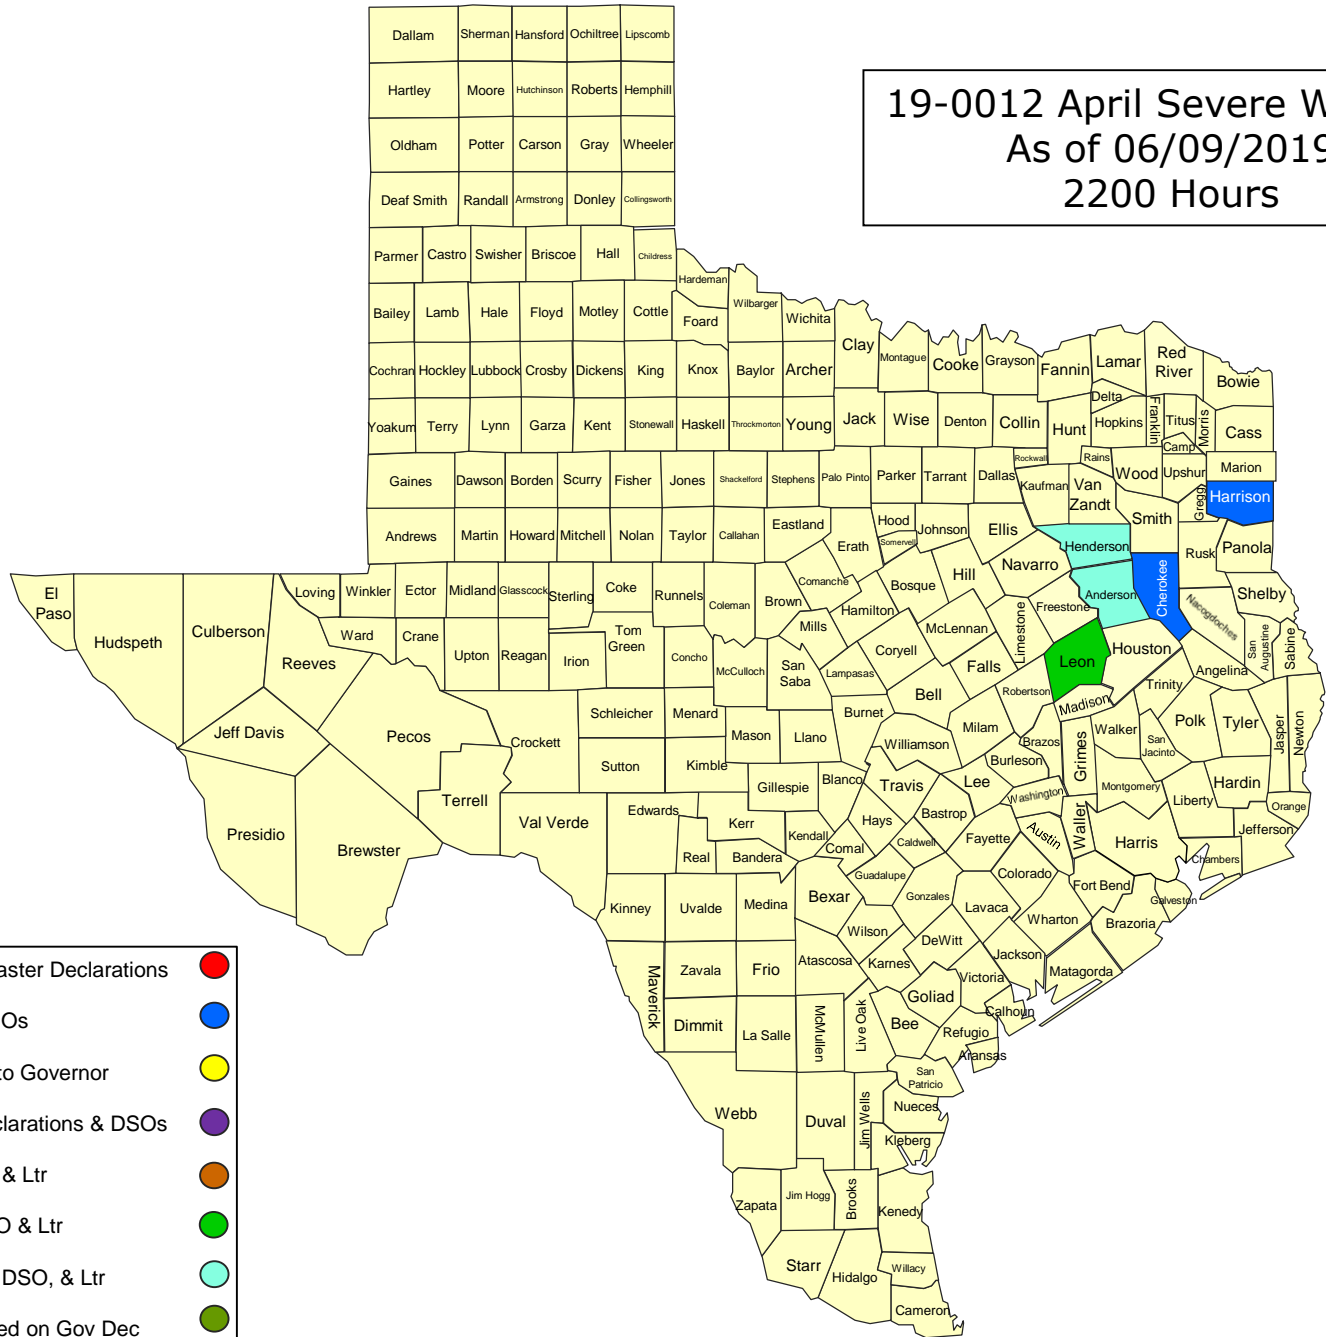 Dallam Sherman Hansford Ochiltree Lipscomb
19-0012 April Severe W
As of 06/09/2019
2200 Hours
Hartley Moore Hutchinson Roberts Hemphill
Oldham Potter Carson Gray Wheeler
Deaf Smith Randall Armstrong Donley Collingsworth
Parmer Castro Swisher Briscoe Hall Childress
Hardeman
Bailey Lamb Hale Floyd Motley Cottle Foard Wilbarger Wichita
Clay Montague Cooke Grayson Fannin Lamar Red River Bowie
Cochran Hockley Lubbock Crosby Dickens King Knox Baylor Archer
Delta
Yoakum Terry Lynn Garza Kent Stonewall Haskell Throckmorton Young Jack Wise Denton Collin Hunt Hopkins Franklin Titus Morris Cass
Camp
Rockwall Rains
Gaines Dawson Borden Scurry Fisher Jones Shackelford Stephens Palo Pinto Parker Tarrant Dallas Kaufman Van Zandt Wood Upshur Marion
Gregg Harrison
Andrews Martin Howard Mitchell Nolan Taylor Callahan Eastland Erath Hood Somervell Johnson Ellis Henderson Smith Rusk Panola
El Paso Hudspeth Culberson Loving Winkler Ector Midland Glasscock Sterling Coke Runnels Coleman Brown Comanche Hamilton Bosque Hill Navarro Freestone Anderson Cherokee Nacogdoches Shelby
Reeves Ward Crane Upton Reagan Irion Tom Green Concho McCulloch San Saba Mills Lampasas Coryell McLennan Limestone Falls Leon Houston Angelina San Augustine Sabine
Jeff Davis Pecos Crockett Schleicher Menard Mason Llano Burnet Bell Milam Robertson Madison Trinity Walker San Jacinto Polk Tyler Jasper Newton
Sutton Kimble Gillespie Blanco Williamson Travis Lee Burleson Brazos Grimes Washington Montgomery Liberty Hardin Orange
Presidio Brewster Terrell Val Verde Edwards Kerr Real Bandera Kendall Comal Hays Caldwell Bastrop Fayette Austin Waller Harris Jefferson Chambers
Kinney Uvalde Medina Bexar Guadalupe Gonzales Lavaca Colorado Wharton Fort Bend Brazoria Galveston
Maverick Zavala Frio Atascosa Wilson Karnes DeWitt Victoria Jackson Matagorda
Dimmit La Salle McMullen Live Oak Bee Goliad Refugio Calhoun Aransas
San Patricio
Webb Duval Jim Wells Nueces
Kleberg
Zapata Jim Hogg Brooks Kenedy
Starr Hidalgo Willacy
Cameron
aster Declarations
Os
to Governor
clarations & DSOs
& Ltr
O & Ltr
DSO, & Ltr
ed on Gov Dec